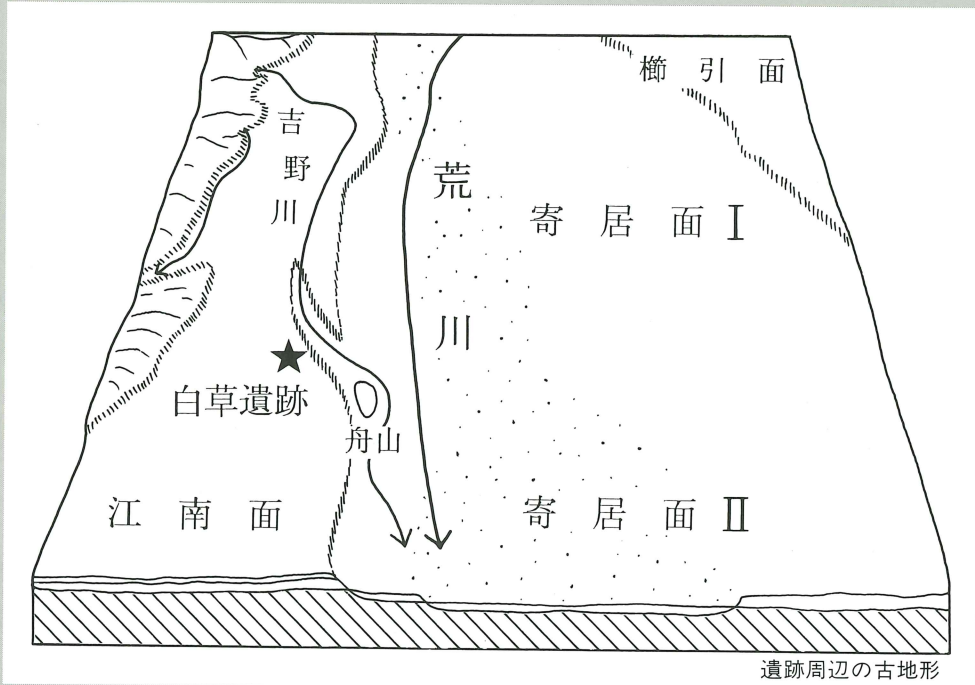 櫛引面
吉野川
荒川
寄居面Ⅰ
白草遺跡
舟山
江南面
寄居面Ⅱ
遺跡周辺の古地形